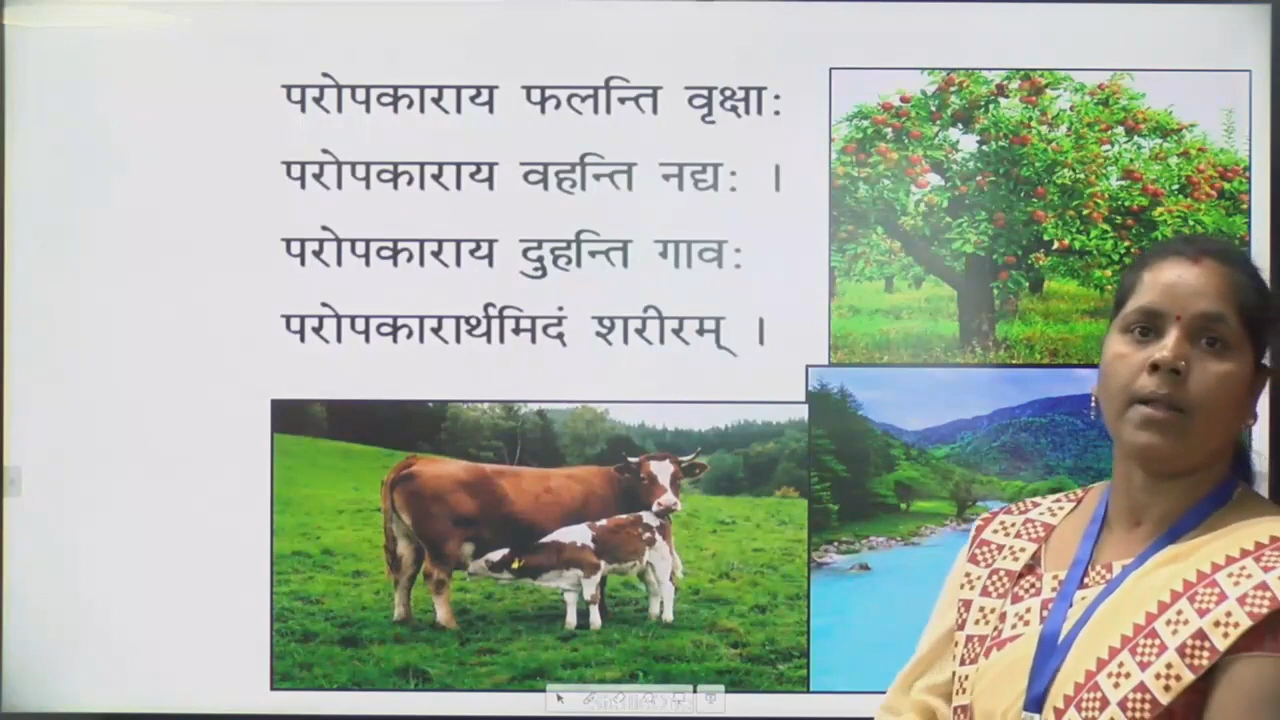 परोपकाराय फलन्ति वृक्षाः
परोपकाराय वहन्ति नद्यः ।
परोपकाराय दुहन्ति गावः
परोपकारार्थमिदं शरीरम् ।